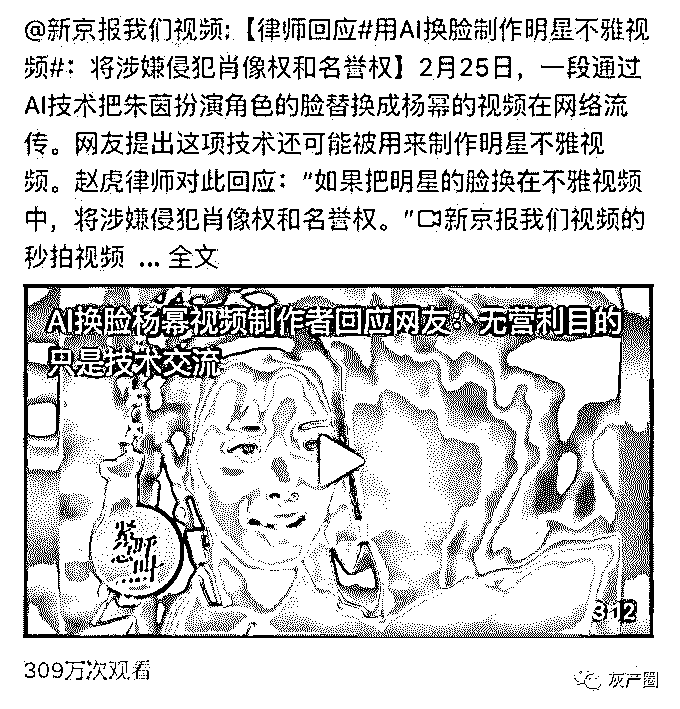 @新京报我们视频:【律师回应#用AI换脸制作明星不雅视
频#：将涉嫌侵犯肖像权和名誉权】2月25日，一段通过
AI技术把朱茵扮演角色的脸替换成杨幂的视频在网络流
传。网友提出这项技术还可能被用来制作明星不雅视
频。赵虎律师对此回应：“如果把明星的脸换在不雅视频
中，将涉嫌侵犯肖像权和名誉权。”新京报我们视频的
秒拍视频 ... 全文
AI换脸杨幂视频制作者回应网友：无营利目的
只是技术交流
紧急呼叫
3:12
309万次观看
灰产圈